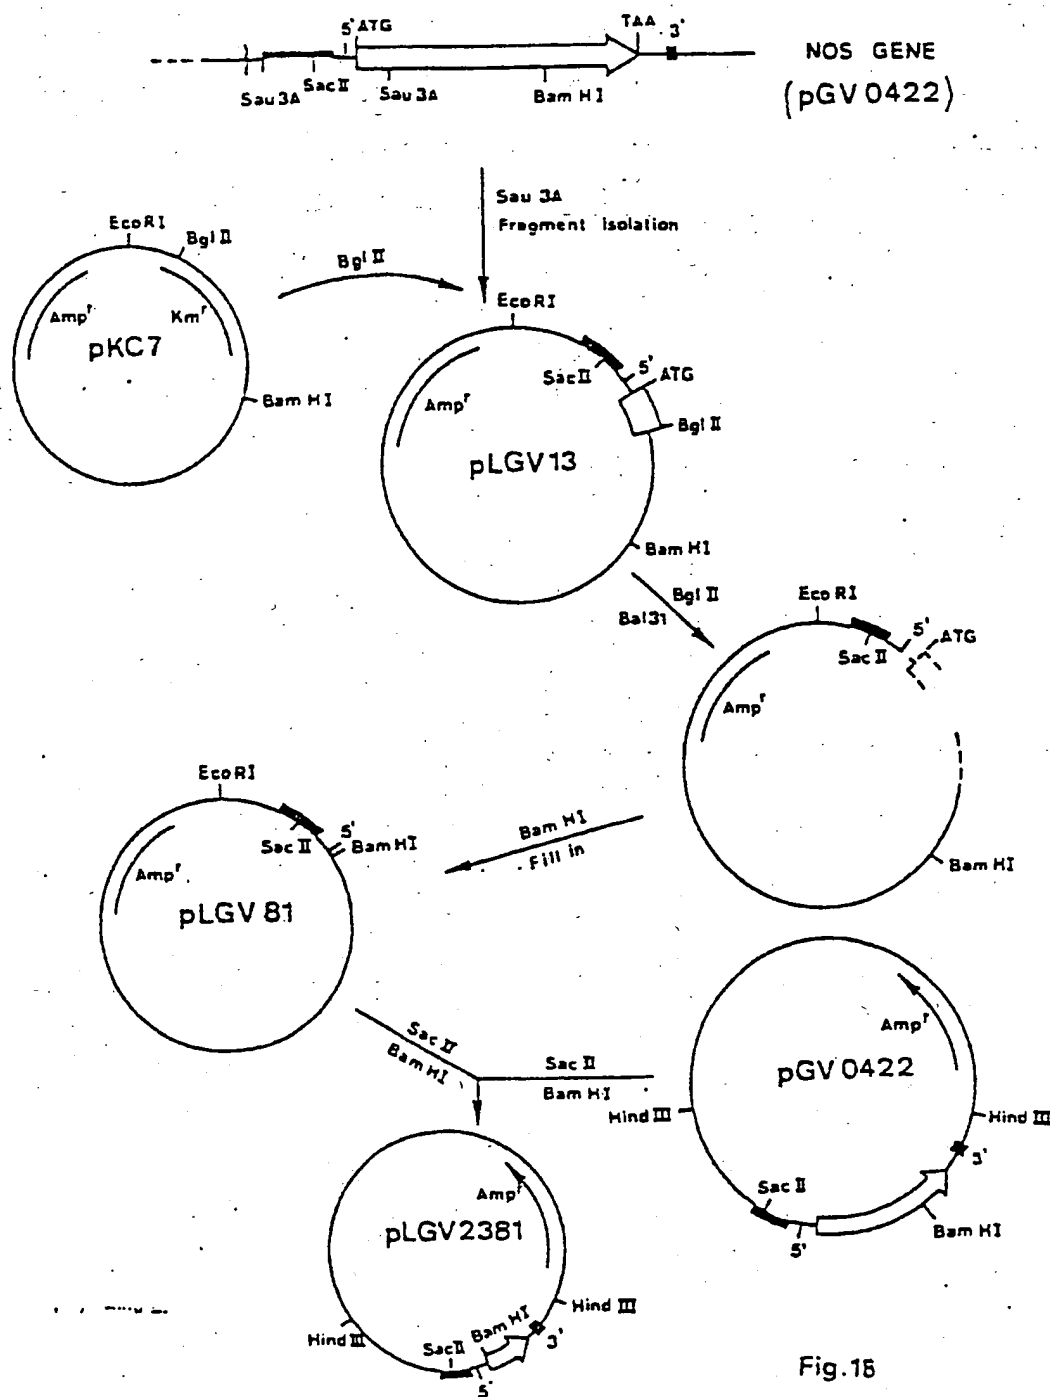 5' ATG
TAA
3'
NOS GENE
(pGV 0422)
Sau 3A
Sac II
Sau 3A
Bam HI
Sau 3A
Fragment isolation
EcoRI
Bgl II
Amp r
Km r
pKC7
Bam HI
Bgl II
EcoRI
Sac II
5'
ATG
Amp r
Bgl II
pLGV13
Bam HI
Bgl II
Bal 31
Eco RI
5'
ATG
Sac II
Amp r
Bam HI
Bam HI
Fill in
EcoRI
Sac II
5'
Bam HI
Amp r
pLGV 81
Sac II
Bam HI
Sac II
Bam HI
Amp r
pGV 0422
Hind III
Hind III
3'
Sac II
5'
Bam HI
Amp r
pLGV2381
Hind III
Bam HI
Hind III
Sac II
3'
5'
Fig.18